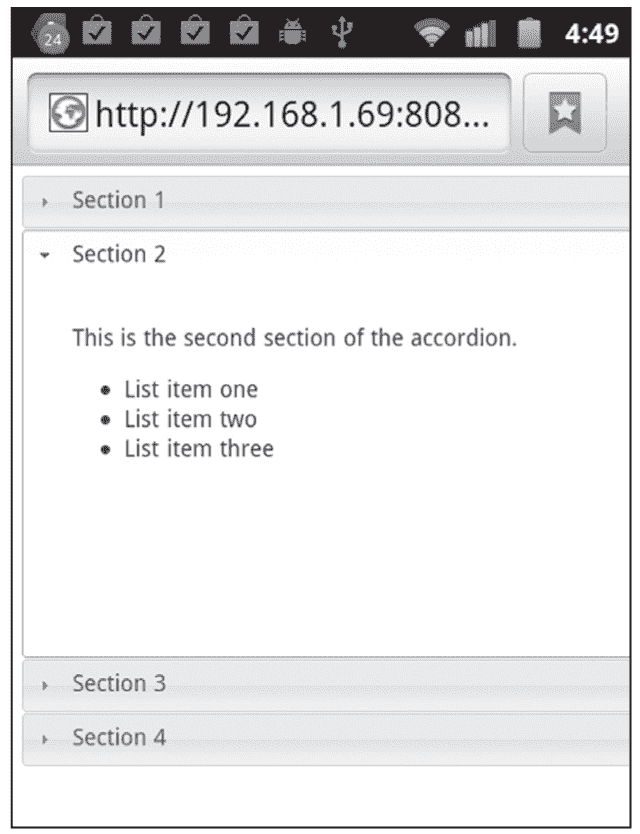 24
4:49
http://192.168.1.69:808...
Section 1
Section 2
This is the second section of the accordion.
List item one
List item two
List item three
Section 3
Section 4